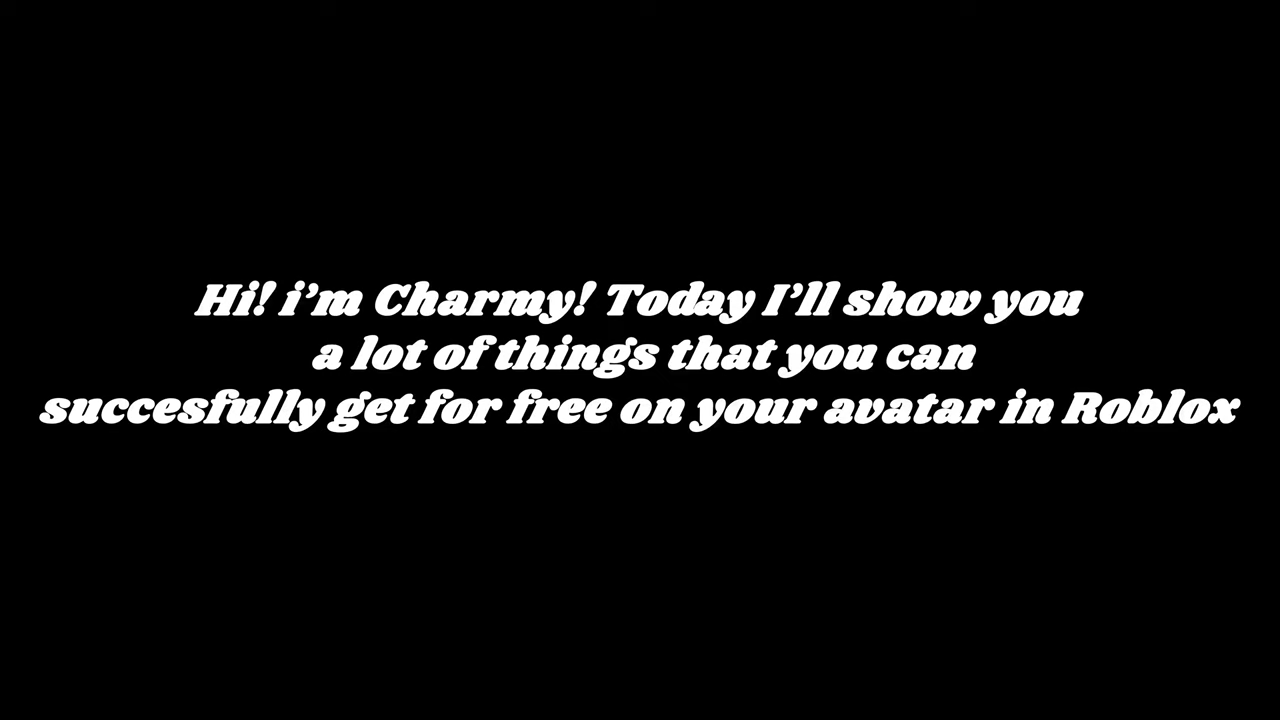 Hi! i’m Charmy! Today I’ll show you
a lot of things that you can
succesfully get for free on your avatar in Roblox